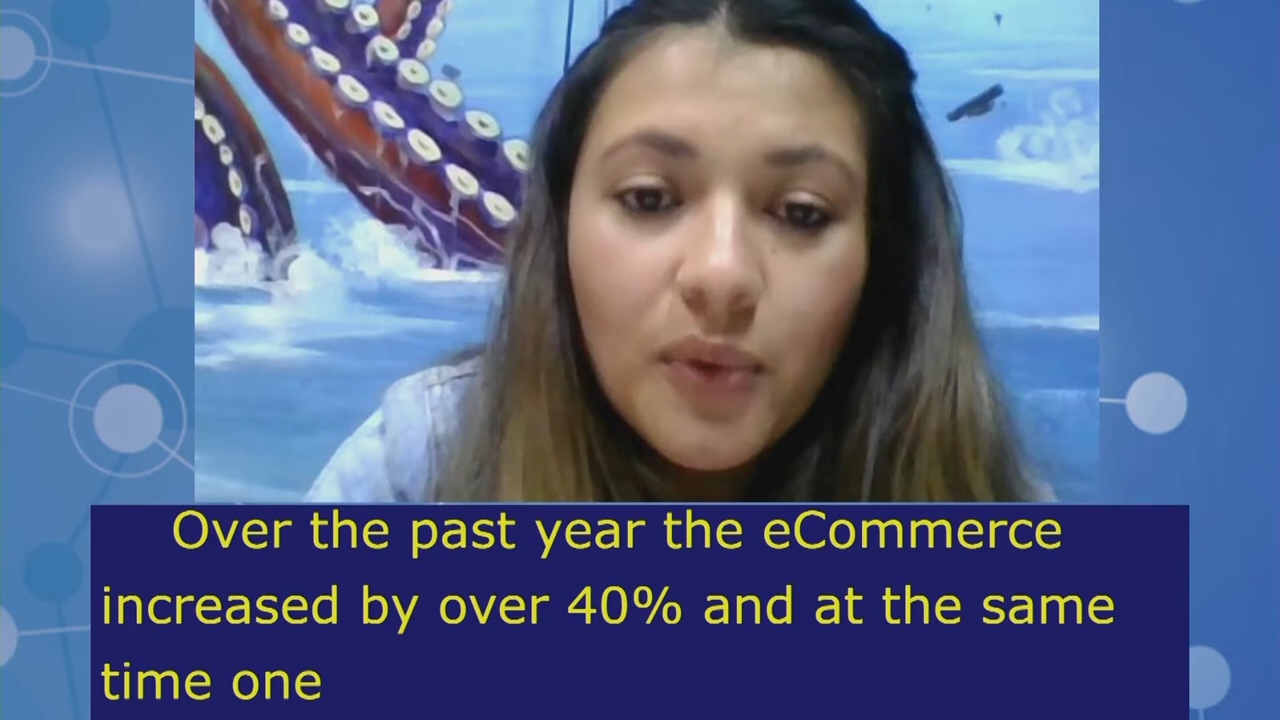 Over the past year the eCommerce
increased by over 40% and at the same
time one